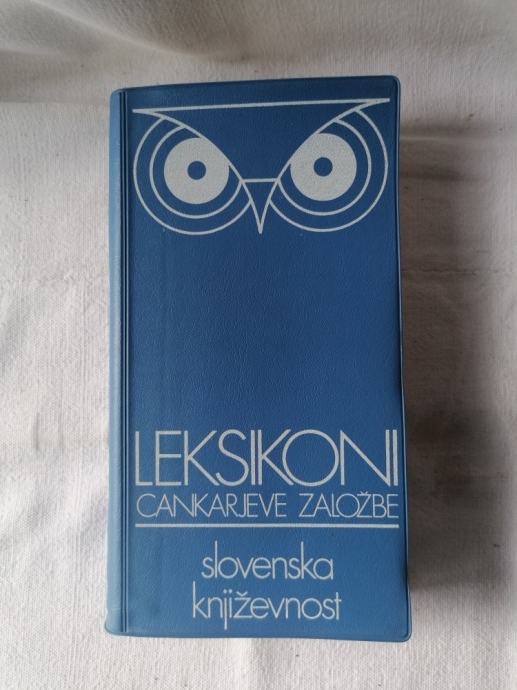 LEKSIKONI
CANKARJEVE ZALOŽBE
slovenska
književnost